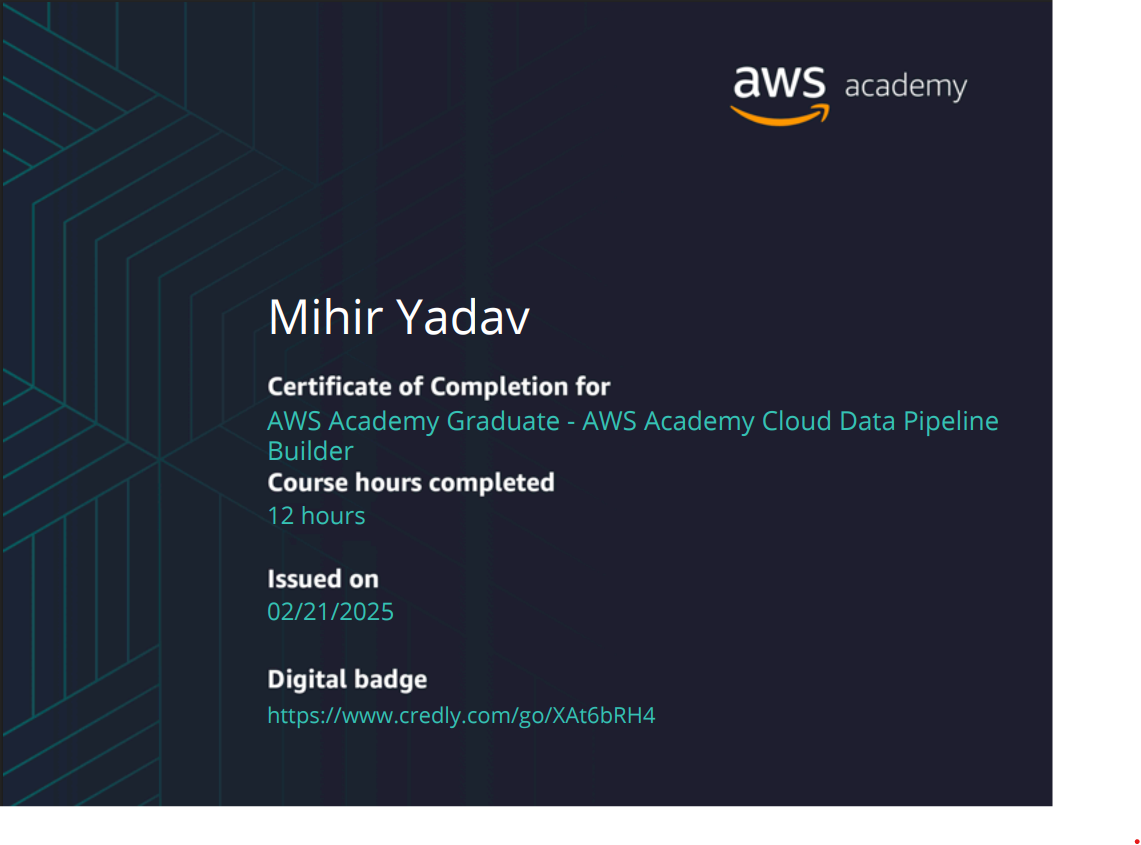 aws academy
Mihir Yadav
Certificate of Completion for
AWS Academy Graduate - AWS Academy Cloud Data Pipeline
Builder
Course hours completed
12 hours
Issued on
02/21/2025
Digital badge
https://www.credly.com/go/XAt6bRH4